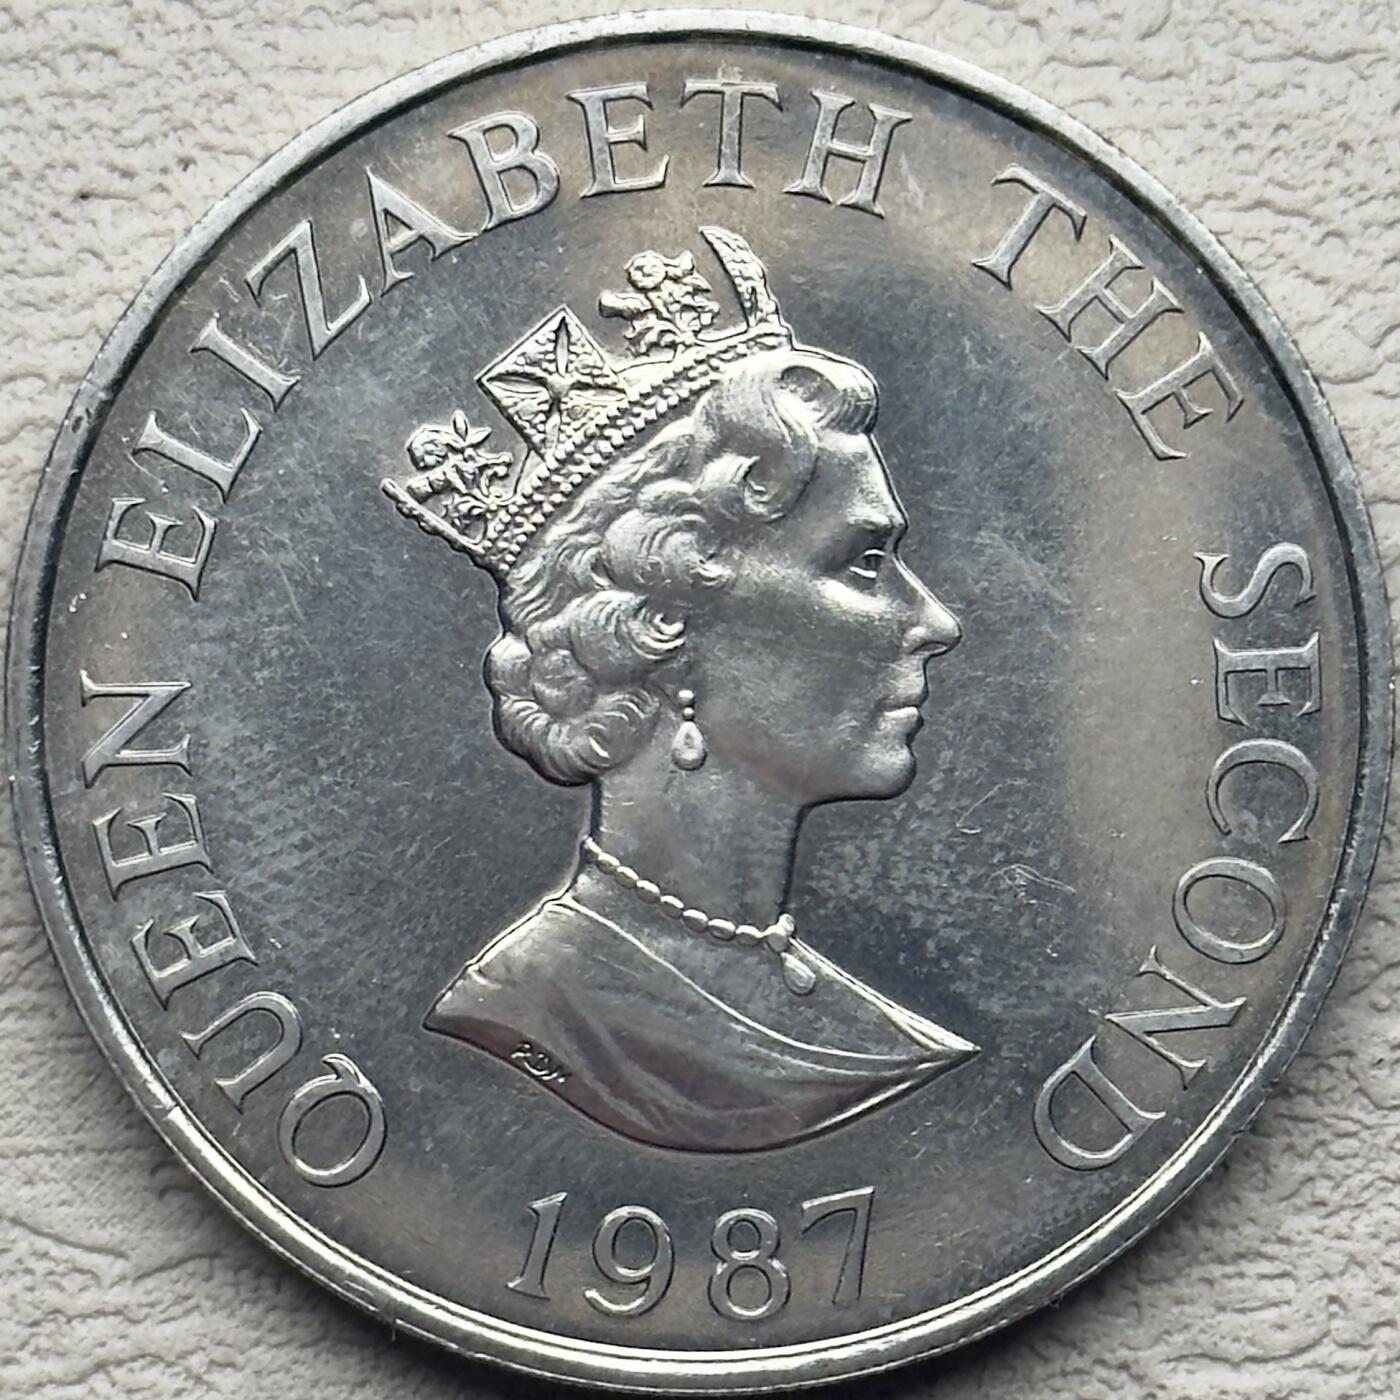 QUEEN ELIZABETH THE SECOND
RDM
1987